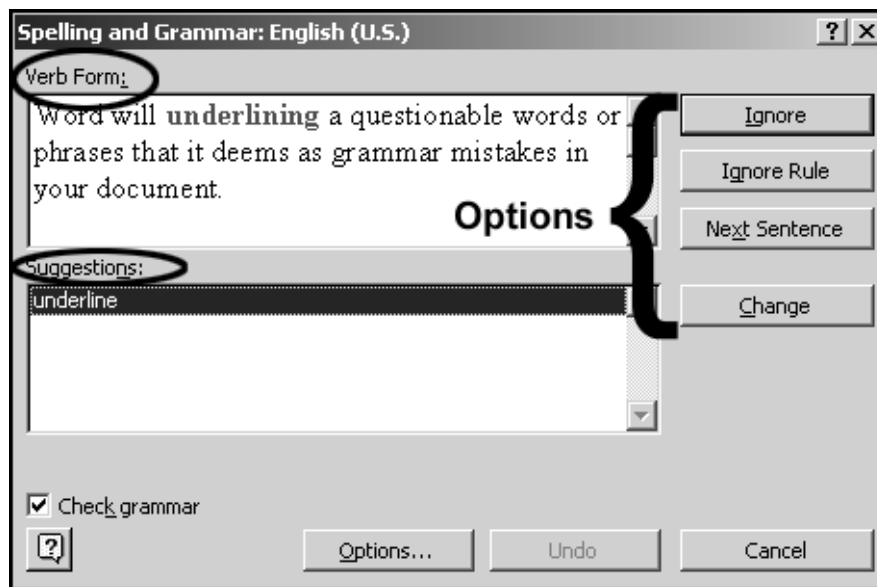 Spelling and Grammar: English (U.S.)
Verb Form:
Word will underlining a questionable words or
phrases that it deems as grammar mistakes in
your document.
Options
Ignore
Ignore Rule
Next Sentence
Suggestions:
underline
Change
Check grammar
Options...
Undo
Cancel